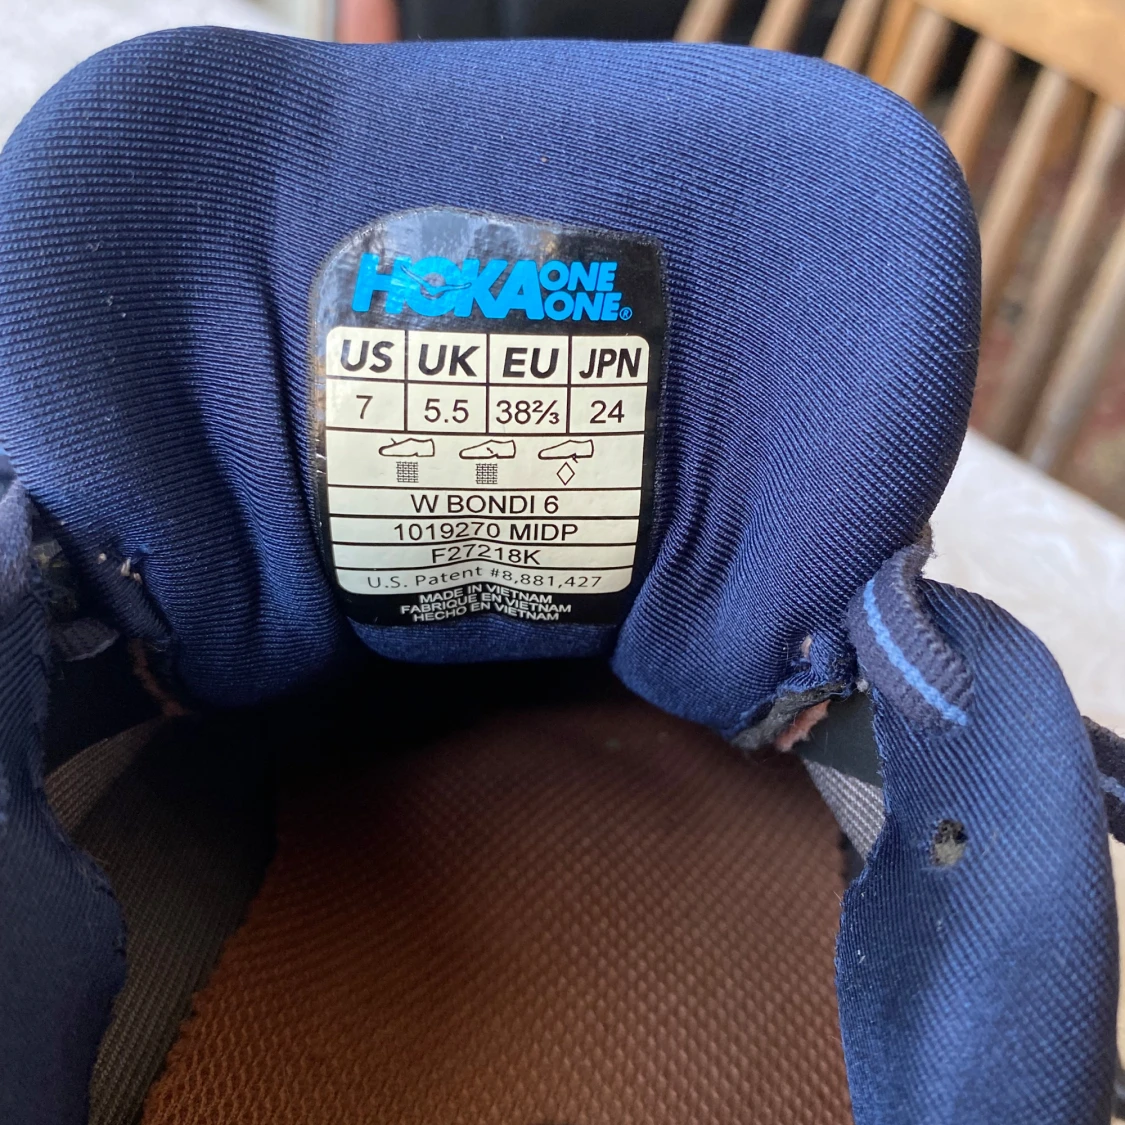 HOKA ONE ONE®
US UK EU JPN
7 5.5 38⅔ 24
W BONDI 6
1019270 MIDP
F27218K
U.S. Patent #8,881,427
MADE IN VIETNAM
FABRIQUE EN VIETNAM
HECHO EN VIETNAM